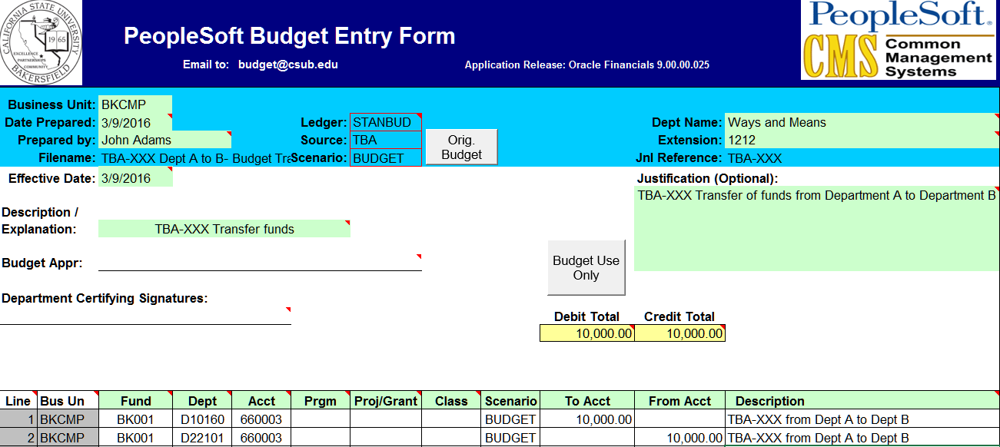 CALIFORNIA STATE UNIVERSITY
BAKERSFIELD
19 65
EXCELLENCE
PARTNERSHIPS
COMMUNITY
PeopleSoft Budget Entry Form
Email to: budget@csub.edu
Application Release: Oracle Financials 9.00.00.025
PeopleSoft.
CMS Common Management Systems
Business Unit: BKCMP
Date Prepared: 3/9/2016 Ledger: STANBUD Dept Name: Ways and Means
Prepared by: John Adams Source: TBA Orig. Budget Extension: 1212
Filename: TBA-XXX Dept A to B- Budget Tra Scenario: BUDGET Jnl Reference: TBA-XXX
Effective Date: 3/9/2016 Justification (Optional):
TBA-XXX Transfer of funds from Department A to Department B
Description /
Explanation: TBA-XXX Transfer funds
Budget Appr:
Budget Use
Only
Department Certifying Signatures:
Debit Total Credit Total
10,000.00 10,000.00
Line Bus Un Fund Dept Acct Prgm Proj/Grant Class Scenario To Acct From Acct Description
1 BKCMP BK001 D10160 660003 BUDGET 10,000.00 TBA-XXX from Dept A to Dept B
2 BKCMP BK001 D22101 660003 BUDGET 10,000.00 TBA-XXX from Dept A to Dept B